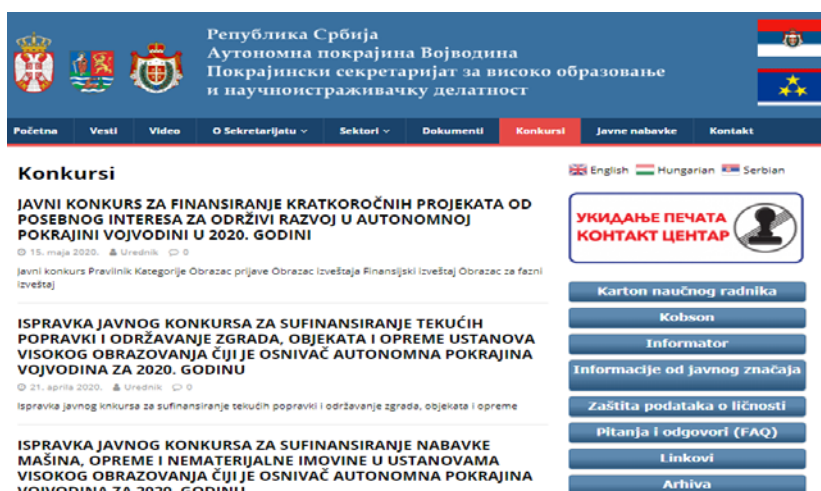 Република Србија
Аутономна покрајина Војводина
Покрајински секретаријат за високо образовање
и научноистраживачку делатност
Početna Vesti Video O Sekretarijatu Sektori Dokumenti Konkursi Javne nabavke Kontakt
Konkursi
JAVNI KONKURS ZA FINANSIRANJE KRATKOROČNIH PROJEKATA OD
POSEBNOG INTERESA ZA ODRŽIVI RAZVOJ U AUTONOMNOJ
POKRAJINI VOJVODINI U 2020. GODINI
15. maja 2020. Urednik 0
Javni konkurs Pravilnik Kategorije Obrazac prijave Obrazac izveštaja Finansijski izveštaj Obrazac za fazni
izveštaj
ISPRAVKA JAVNOG KONKURSA ZA SUFINANSIRANJE TEKUĆIH
POPRAVKI I ODRŽAVANJE ZGRADA, OBJEKATA I OPREME USTANOVA
VISOKOG OBRAZOVANJA ČIJI JE OSNIVAČ AUTONOMNA POKRAJINA
VOJVODINA ZA 2020. GODINU
21. aprila 2020. Urednik 0
Ispravka javnog knkursa za sufinansiranje tekućih popravki i održavanje zgrada, objekata i opreme
ISPRAVKA JAVNOG KONKURSA ZA SUFINANSIRANJE NABAVKE
MAŠINA, OPREME I NEMATERIJALNE IMOVINE U USTANOVAMA
VISOKOG OBRAZOVANJA ČIJI JE OSNIVAČ AUTONOMNA POKRAJINA
VOJVODINA ZA 2020. GODINU
English Hungarian Serbian
УКИДАЊЕ ПЕЧАТА
КОНТАКТ ЦЕНТАР
Karton naučnog radnika
Kobson
Informator
Informacije od javnog značaja
Zaštita podataka o ličnosti
Pitanja i odgovori (FAQ)
Linkovi
Arhiva